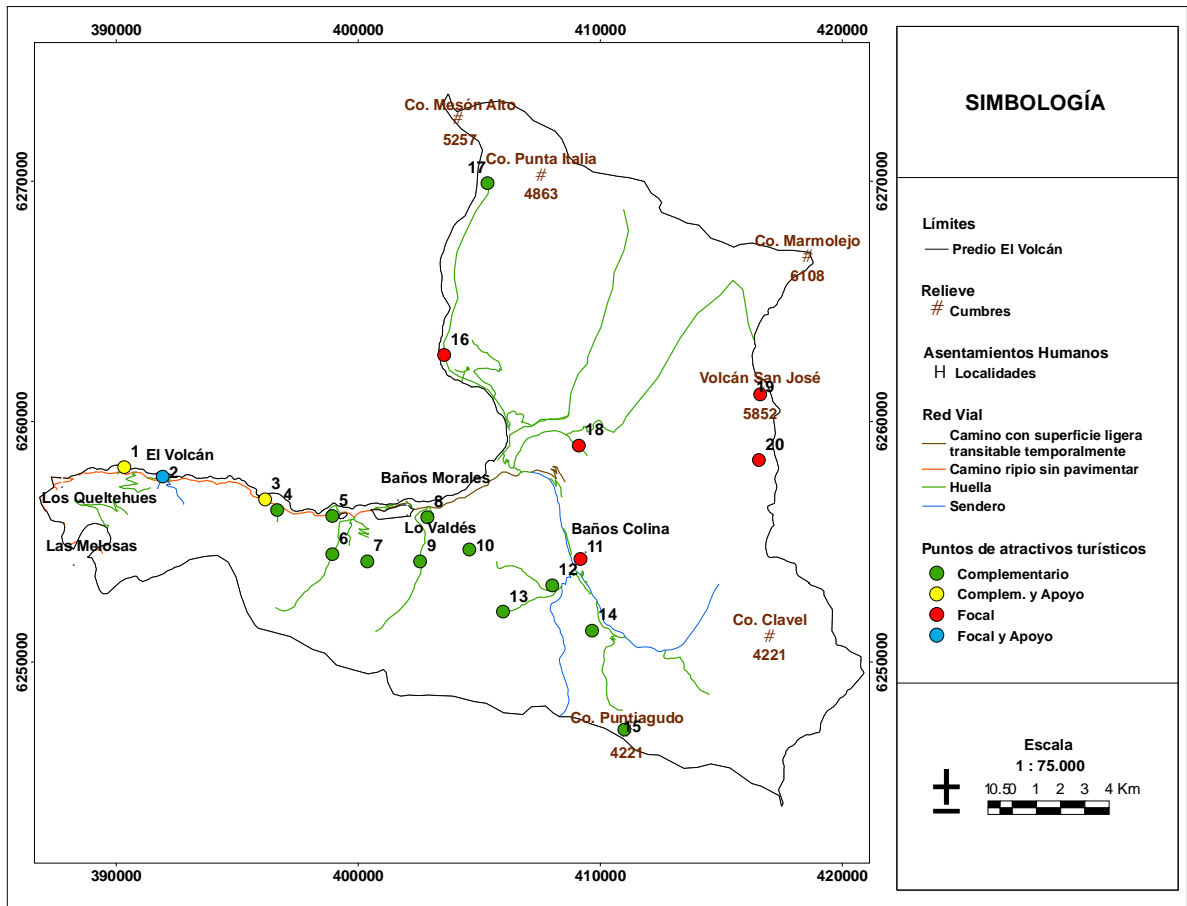 390000
400000
410000
420000
6270000
6260000
6250000
Co. Mesón Alto
#
5257
17
Co. Punta Italia
#
4863
Co. Marmolejo
#
6108
16
Volcán San José
19
5852
18
20
1
El Volcán
2
Los Queltehues
3
4
5
Baños Morales
8
Lo Valdés
Baños Colina
Las Melosas
6
7
9
10
11
12
13
14
Co. Clavel
#
4221
Co. Puntiagudo
15
4221
6270000
6260000
6250000
390000
400000
410000
420000
SIMBOLOGÍA
Límites
Predio El Volcán
Relieve
# Cumbres
Asentamientos Humanos
H Localidades
Red Vial
Camino con superficie ligera
transitable temporalmente
Camino ripio sin pavimentar
Huella
Sendero
Puntos de atractivos turísticos
Complementario
Complem. y Apoyo
Focal
Focal y Apoyo
Escala
1 : 75.000
1 0.5 0 1 2 3 4 Km